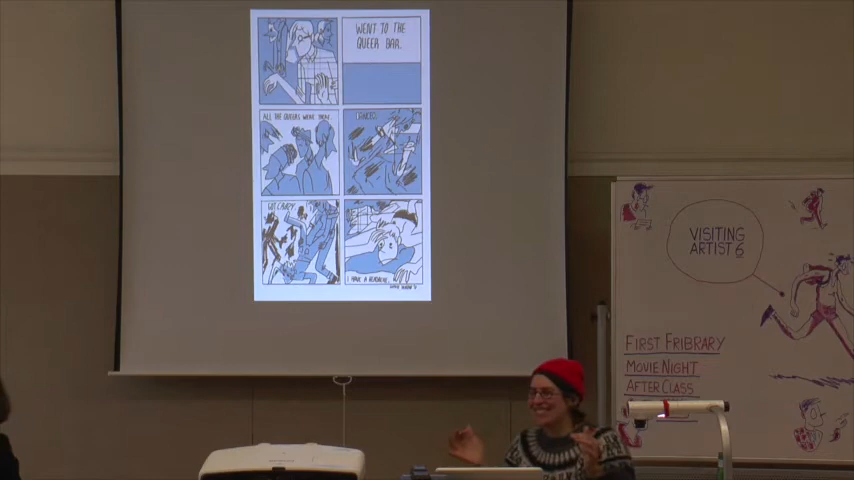 WENT TO THE
QUEER BAR.
ALL THE QUEERS WERE THERE.
DANCED.
GOT CRAZY.
I HAVE A HEADACHE.
VISITING
ARTIST 6
FIRST FRIBRARY
MOVIE NIGHT
AFTER CLASS